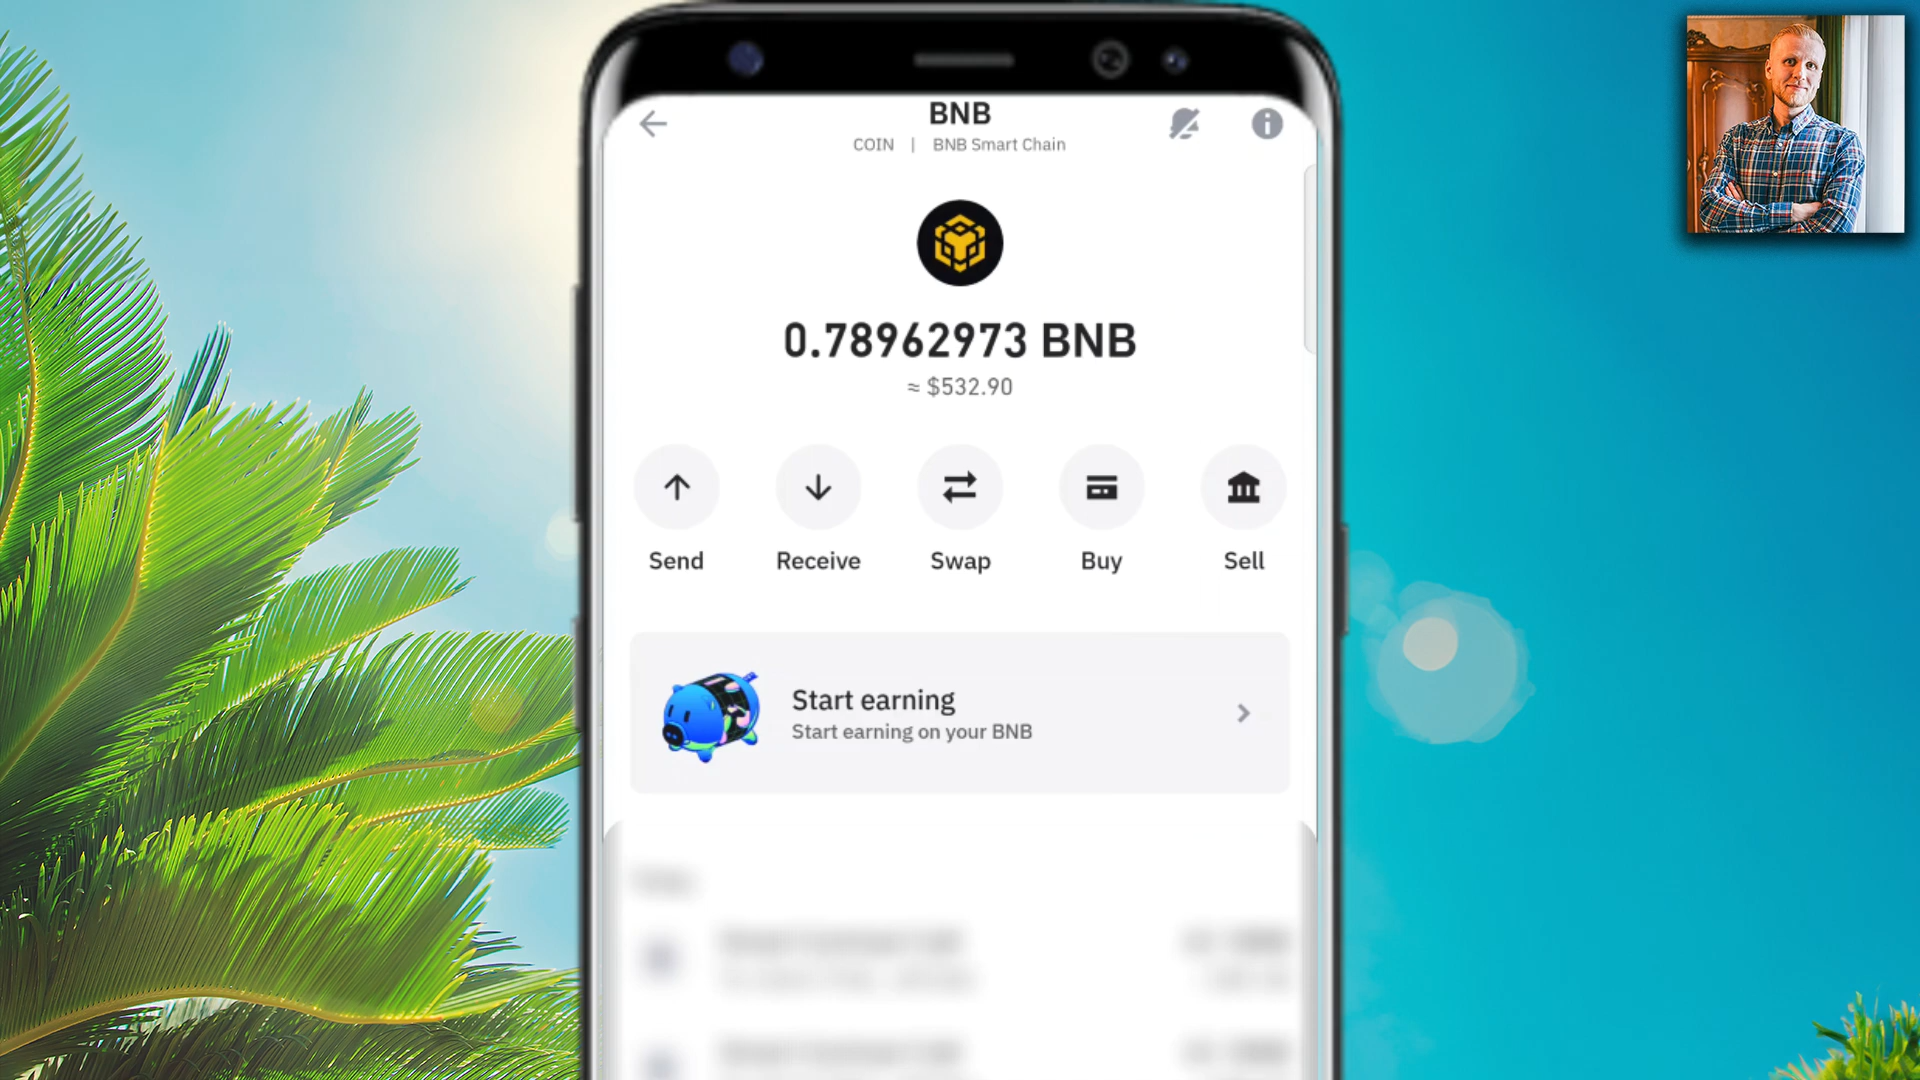 BNB
COIN | BNB Smart Chain
0.78962973 BNB
≈ $532.90
Send Receive Swap Buy Sell
Start earning
Start earning on your BNB